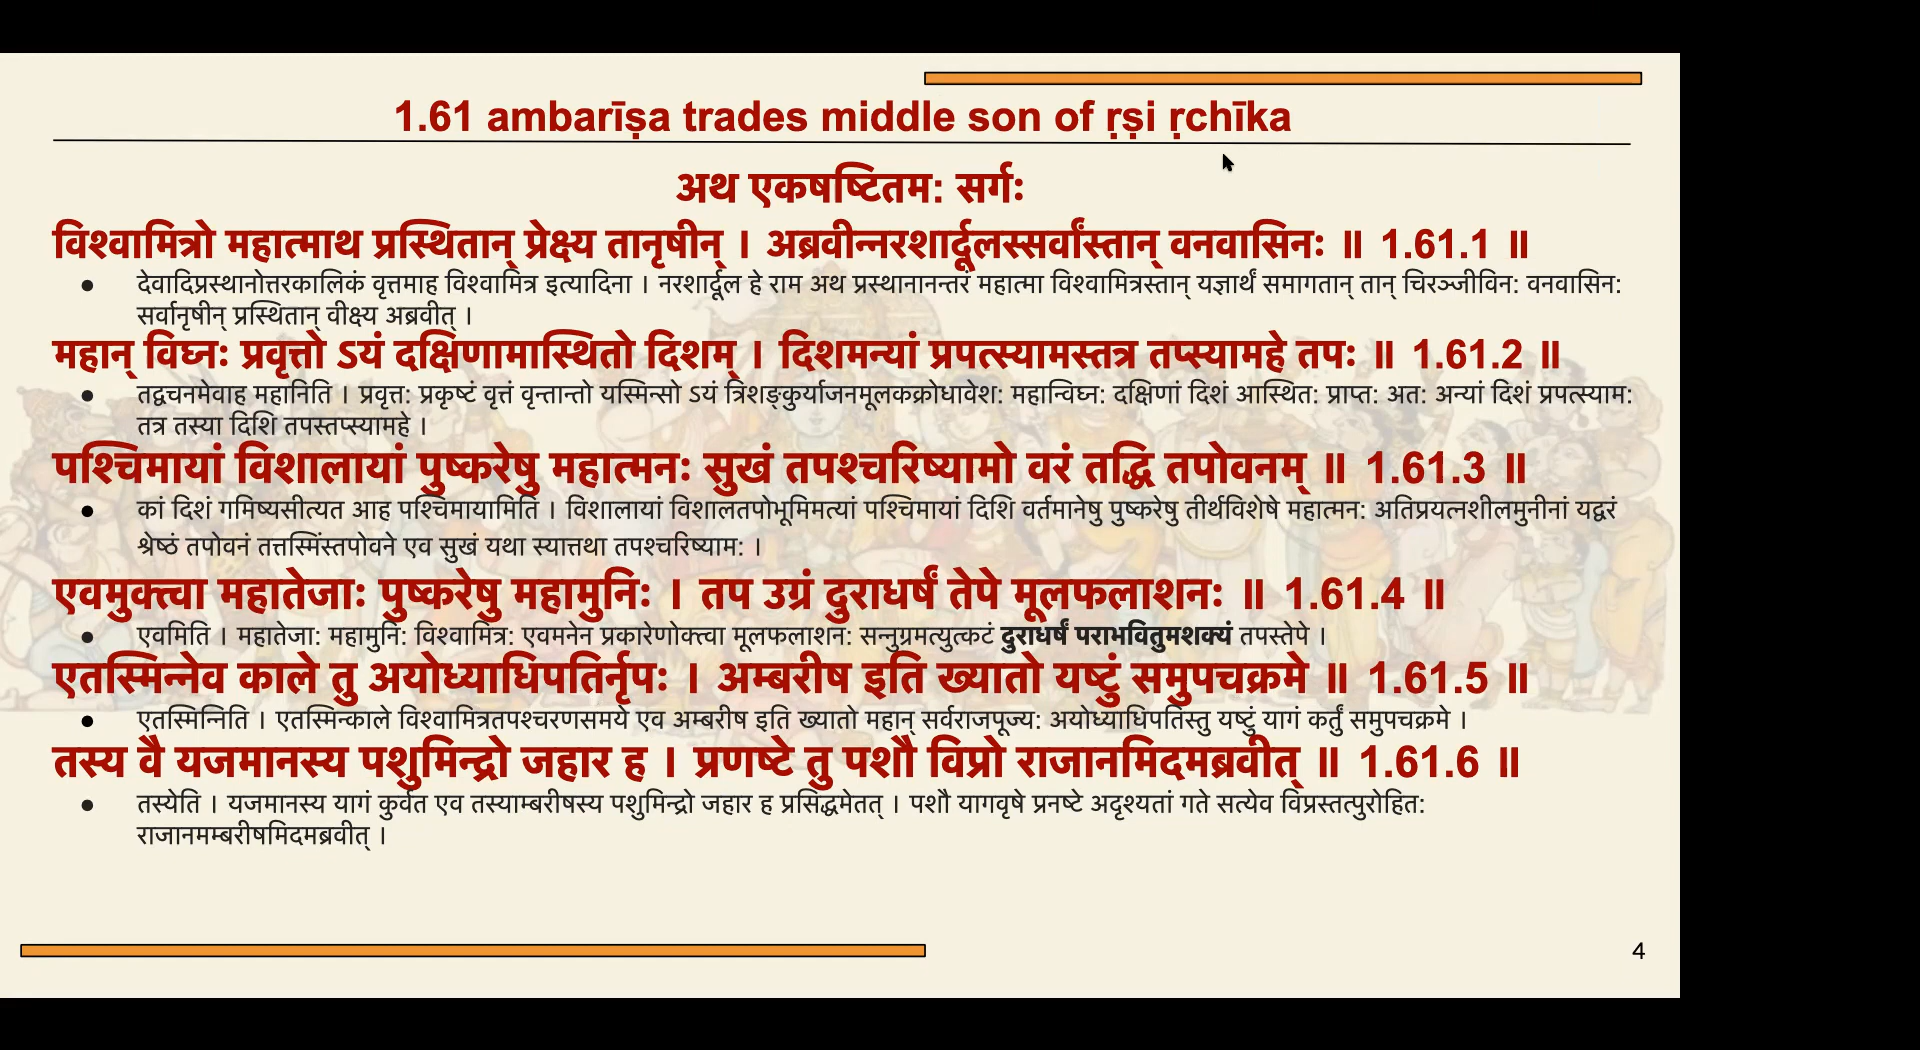 1.61 ambarīṣa trades middle son of ṛṣi ṛchīka
अथ एकषष्टितम: सर्गः
विश्वामित्रो महात्माथ प्रस्थितान् प्रेक्ष्य तानृषीन् । अब्रवीन्नरशार्दूलस्सर्वांस्तान् वनवासिनः ॥ 1.61.1 ॥
● देवादिप्रस्थानोत्तरकालिकं वृत्तमाह विश्वामित्र इत्यादिना । नरशार्दूल हे राम अथ प्रस्थानानन्तरं महात्मा विश्वामित्रस्तान् यज्ञार्थं समागतान् तान् चिरञ्जीविन: वनवासिन:
सर्वानृषीन् प्रस्थितान् वीक्ष्य अब्रवीत् ।
महान् विघ्नः प्रवृत्तो ऽयं दक्षिणामास्थितो दिशम् । दिशमन्यां प्रपत्स्यामस्तत्र तप्स्यामहे तपः ॥ 1.61.2 ॥
● तद्वचनमेवाह महानिति । प्रवृत्त: प्रकृष्टं वृत्तं वृन्तान्तो यस्मिन्सो ऽयं त्रिशङ्कुर्याजनमूलकक्रोधावेश: महान्विघ्न: दक्षिणां दिशं आस्थित: प्राप्त: अत: अन्यां दिशं प्रपत्स्याम:
तत्र तस्या दिशि तपस्तप्स्यामहे ।
पश्चिमायां विशालायां पुष्करेषु महात्मनः सुखं तपश्चरिष्यामो वरं तद्धि तपोवनम् ॥ 1.61.3 ॥
● कां दिशं गमिष्यसीत्यत आह पश्चिमायामिति । विशालायां विशालतपोभूमिमत्यां पश्चिमायां दिशि वर्तमानेषु पुष्करेषु तीर्थविशेषे महात्मन: अतिप्रयत्नशीलमुनीनां यद्वरं
श्रेष्ठं तपोवनं तत्तस्मिंस्तपोवने एव सुखं यथा स्यात्तथा तपश्चरिष्याम: ।
एवमुक्त्वा महातेजाः पुष्करेषु महामुनिः । तप उग्रं दुराधर्षं तेपे मूलफलाशनः ॥ 1.61.4 ॥
● एवमिति । महातेजा: महामुनि: विश्वामित्र: एवमनेन प्रकारेणोक्त्वा मूलफलाशन: सन्नुग्रमत्युत्कटं दुराधर्षं पराभवितुमशक्यं तपस्तेपे ।
एतस्मिन्नेव काले तु अयोध्याधिपतिर्नृपः । अम्बरीष इति ख्यातो यष्टुं समुपचक्रमे ॥ 1.61.5 ॥
● एतस्मिन्निति । एतस्मिन्काले विश्वामित्रतपश्चरणसमये एव अम्बरीष इति ख्यातो महान् सर्वराजपूज्य: अयोध्याधिपतिस्तु यष्टुं यागं कर्तुं समुपचक्रमे ।
तस्य वै यजमानस्य पशुमिन्द्रो जहार ह । प्रणष्टे तु पशौ विप्रो राजानमिदमब्रवीत् ॥ 1.61.6 ॥
● तस्येति । यजमानस्य यागं कुर्वत एव तस्याम्बरीषस्य पशुमिन्द्रो जहार ह प्रसिद्धमेतत् । पशौ यागवृषे प्रनष्टे अदृश्यतां गते सत्येव विप्रस्तत्पुरोहित:
राजानमम्बरीषमिदमब्रवीत् ।
4